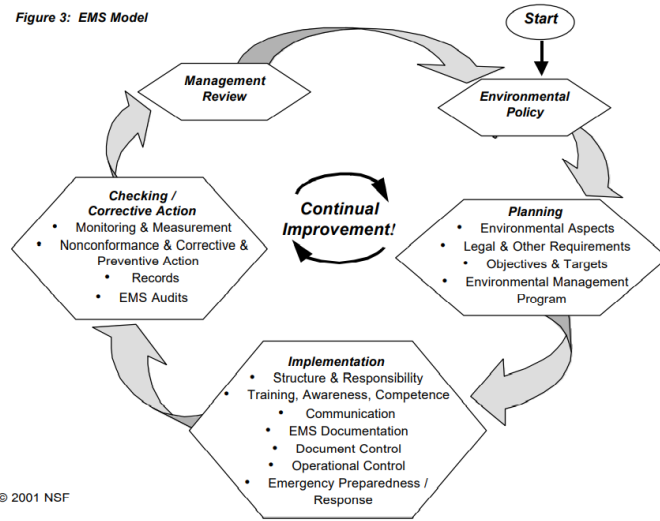 Figure 3: EMS Model
Start
Management
Review
Environmental
Policy
Checking /
Corrective Action
• Monitoring & Measurement
• Nonconformance & Corrective &
Preventive Action
• Records
• EMS Audits
Continual
Improvement!
Planning
• Environmental Aspects
• Legal & Other Requirements
• Objectives & Targets
• Environmental Management
Program
Implementation
• Structure & Responsibility
• Training, Awareness, Competence
• Communication
• EMS Documentation
• Document Control
• Operational Control
• Emergency Preparedness /
Response
© 2001 NSF